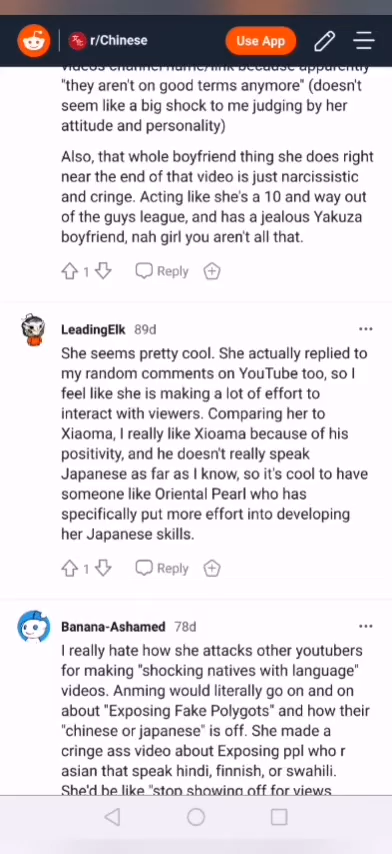 r/Chinese
Use App
videos channel name/link because apparently
"they aren't on good terms anymore" (doesn't
seem like a big shock to me judging by her
attitude and personality)
Also, that whole boyfriend thing she does right
near the end of that video is just narcissistic
and cringe. Acting like she's a 10 and way out
of the guys league, and has a jealous Yakuza
boyfriend, nah girl you aren't all that.
1 Reply
LeadingElk 89d
She seems pretty cool. She actually replied to
my random comments on YouTube too, so I
feel like she is making a lot of effort to
interact with viewers. Comparing her to
Xiaoma, I really like Xioama because of his
positivity, and he doesn't really speak
Japanese as far as I know, so it's cool to have
someone like Oriental Pearl who has
specifically put more effort into developing
her Japanese skills.
1 Reply
Banana-Ashamed 78d
I really hate how she attacks other youtubers
for making "shocking natives with language"
videos. Anming would literally go on and on
about "Exposing Fake Polygots" and how their
"chinese or japanese" is off. She made a
cringe ass video about Exposing ppl who r
asian that speak hindi, finnish, or swahili.
She'd be like "stop showing off for views